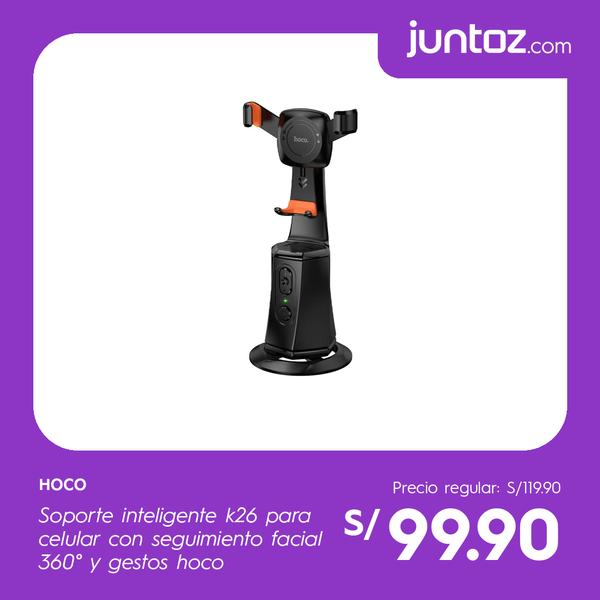 juntoz.com
hoco.
HOCO
Soporte inteligente k26 para
celular con seguimiento facial
360° y gestos hoco
Precio regular: S/119.90
S/99.90